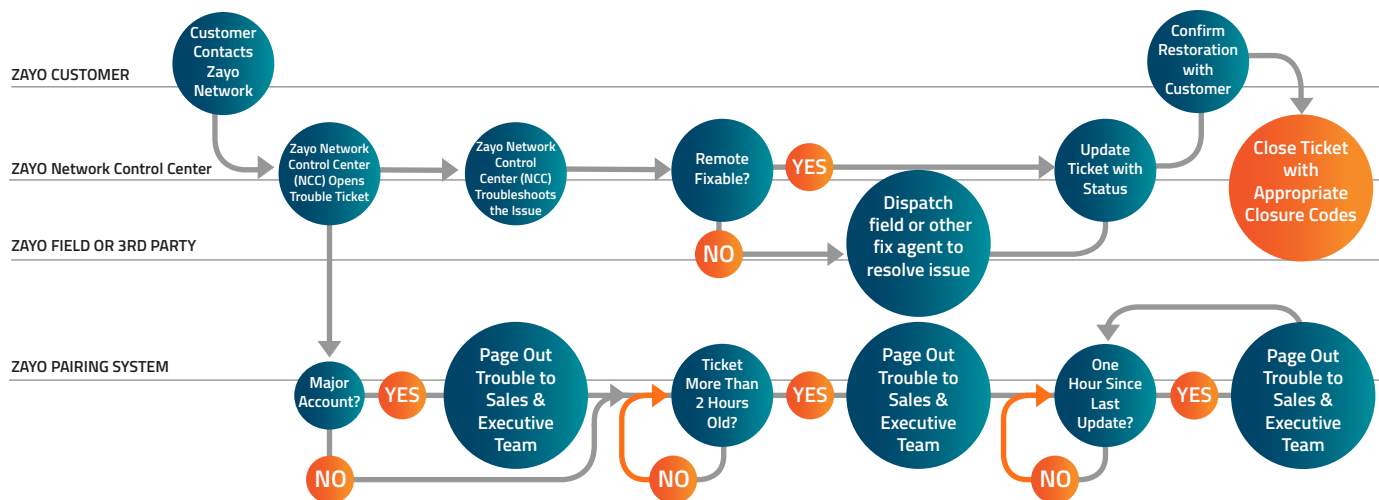 ZAYO CUSTOMER
Customer
Contacts
Zayo
Network
Confirm
Restoration
with
Customer
ZAYO Network Control Center
Zayo Network
Control Center
(NCC) Opens
Trouble Ticket
Zayo Network
Control
Center (NCC)
Troubleshoots
the Issue
Remote
Fixable?
YES
Update
Ticket with
Status
Close Ticket
with
Appropriate
Closure Codes
ZAYO FIELD OR 3RD PARTY
NO
Dispatch
field or other
fix agent to
resolve issue
ZAYO PAIRING SYSTEM
Major
Account?
YES
NO
Page Out
Trouble to
Sales &
Executive
Team
Ticket
More Than
2 Hours
Old?
YES
NO
Page Out
Trouble to
Sales &
Executive
Team
One
Hour Since
Last
Update?
YES
NO
Page Out
Trouble to
Sales &
Executive
Team